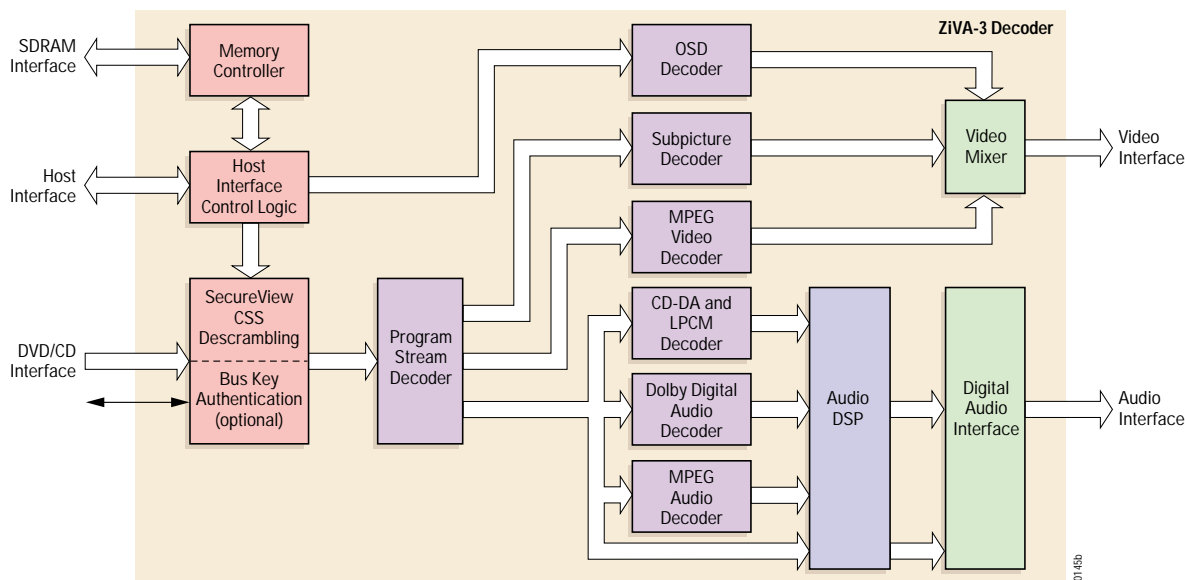 ZiVA-3 Decoder
SDRAM
Interface
Memory
Controller
OSD
Decoder
Host
Interface
Host
Interface
Control Logic
Subpicture
Decoder
Video
Mixer
Video
Interface
MPEG
Video
Decoder
DVD/CD
Interface
SecureView
CSS
Descrambling
Bus Key
Authentication
(optional)
Program
Stream
Decoder
CD-DA and
LPCM
Decoder
Dolby Digital
Audio
Decoder
MPEG
Audio
Decoder
Audio
DSP
Digital
Audio
Interface
Audio
Interface
0145b